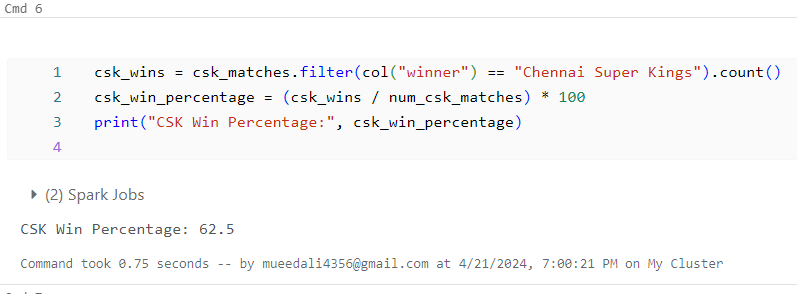 Cmd 6
1 csk_wins = csk_matches.filter(col("winner") == "Chennai Super Kings").count()
2 csk_win_percentage = (csk_wins / num_csk_matches) * 100
3 print("CSK Win Percentage:", csk_win_percentage)
4
(2) Spark Jobs
CSK Win Percentage: 62.5
Command took 0.75 seconds -- by mueedali4356@gmail.com at 4/21/2024, 7:00:21 PM on My Cluster